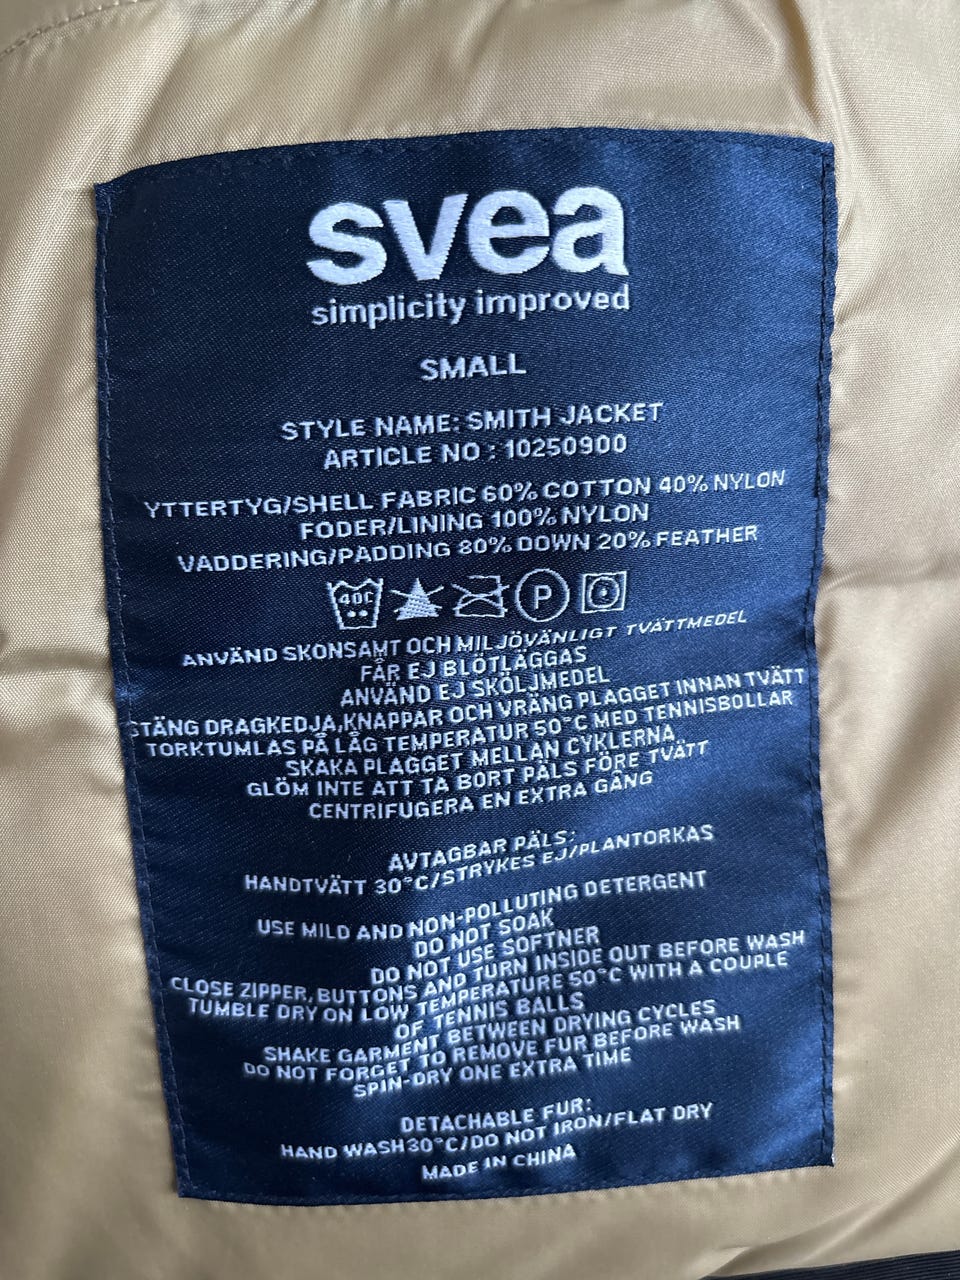 svea
simplicity improved
SMALL
STYLE NAME: SMITH JACKET
ARTICLE NO : 10250900
YTTERTYG/SHELL FABRIC 60% COTTON 40% NYLON
FODER/LINING 100% NYLON
VADDERING/PADDING 80% DOWN 20% FEATHER
40C P
ANVÄND SKONSAMT OCH MILJÖVÄNLIGT TVÄTTMEDEL
FÅR EJ BLÖTLÄGGAS
ANVÄND EJ SKÖLJMEDEL
STÄNG DRAGKEDJA,KNAPPAR OCH VRÄNG PLAGGET INNAN TVÄTT
TORKTUMLAS PÅ LÅG TEMPERATUR 50°C MED TENNISBOLLAR
SKAKA PLAGGET MELLAN CYKLERNA
GLÖM INTE ATT TA BORT PÄLS FÖRE TVÄTT
CENTRIFUGERA EN EXTRA GÅNG
AVTAGBAR PÄLS:
HANDTVÄTT 30°C/STRYKES EJ/PLANTORKAS
USE MILD AND NON-POLLUTING DETERGENT
DO NOT SOAK
DO NOT USE SOFTNER
CLOSE ZIPPER, BUTTONS AND TURN INSIDE OUT BEFORE WASH
TUMBLE DRY ON LOW TEMPERATURE 50°C WITH A COUPLE
OF TENNIS BALLS
SHAKE GARMENT BETWEEN DRYING CYCLES
DO NOT FORGET TO REMOVE FUR BEFORE WASH
SPIN-DRY ONE EXTRA TIME
DETACHABLE FUR:
HAND WASH30°C/DO NOT IRON/FLAT DRY
MADE IN CHINA